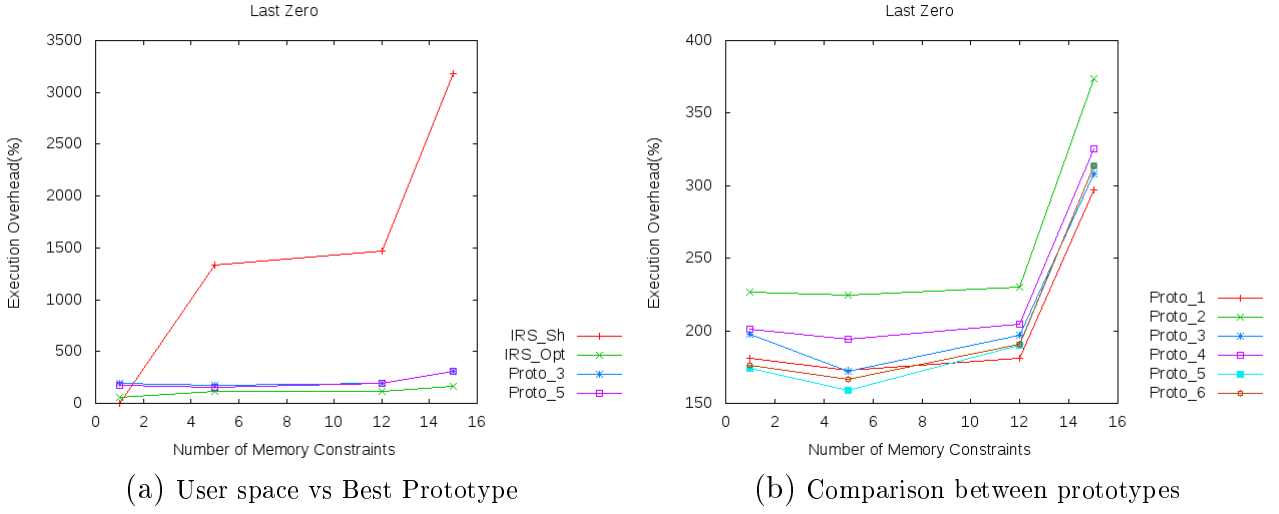 Last Zero
3500
3000
2500
2000
1500
1000
500
0
Execution Overhead(%)
0 2 4 6 8 10 12 14 16
Number of Memory Constraints
IRS_Sh
IRS_Opt
Proto_3
Proto_5
(a) User space vs Best Prototype
Last Zero
400
350
300
250
200
150
Execution Overhead(%)
0 2 4 6 8 10 12 14 16
Number of Memory Constraints
Proto_1
Proto_2
Proto_3
Proto_4
Proto_5
Proto_6
(b) Comparison between prototypes